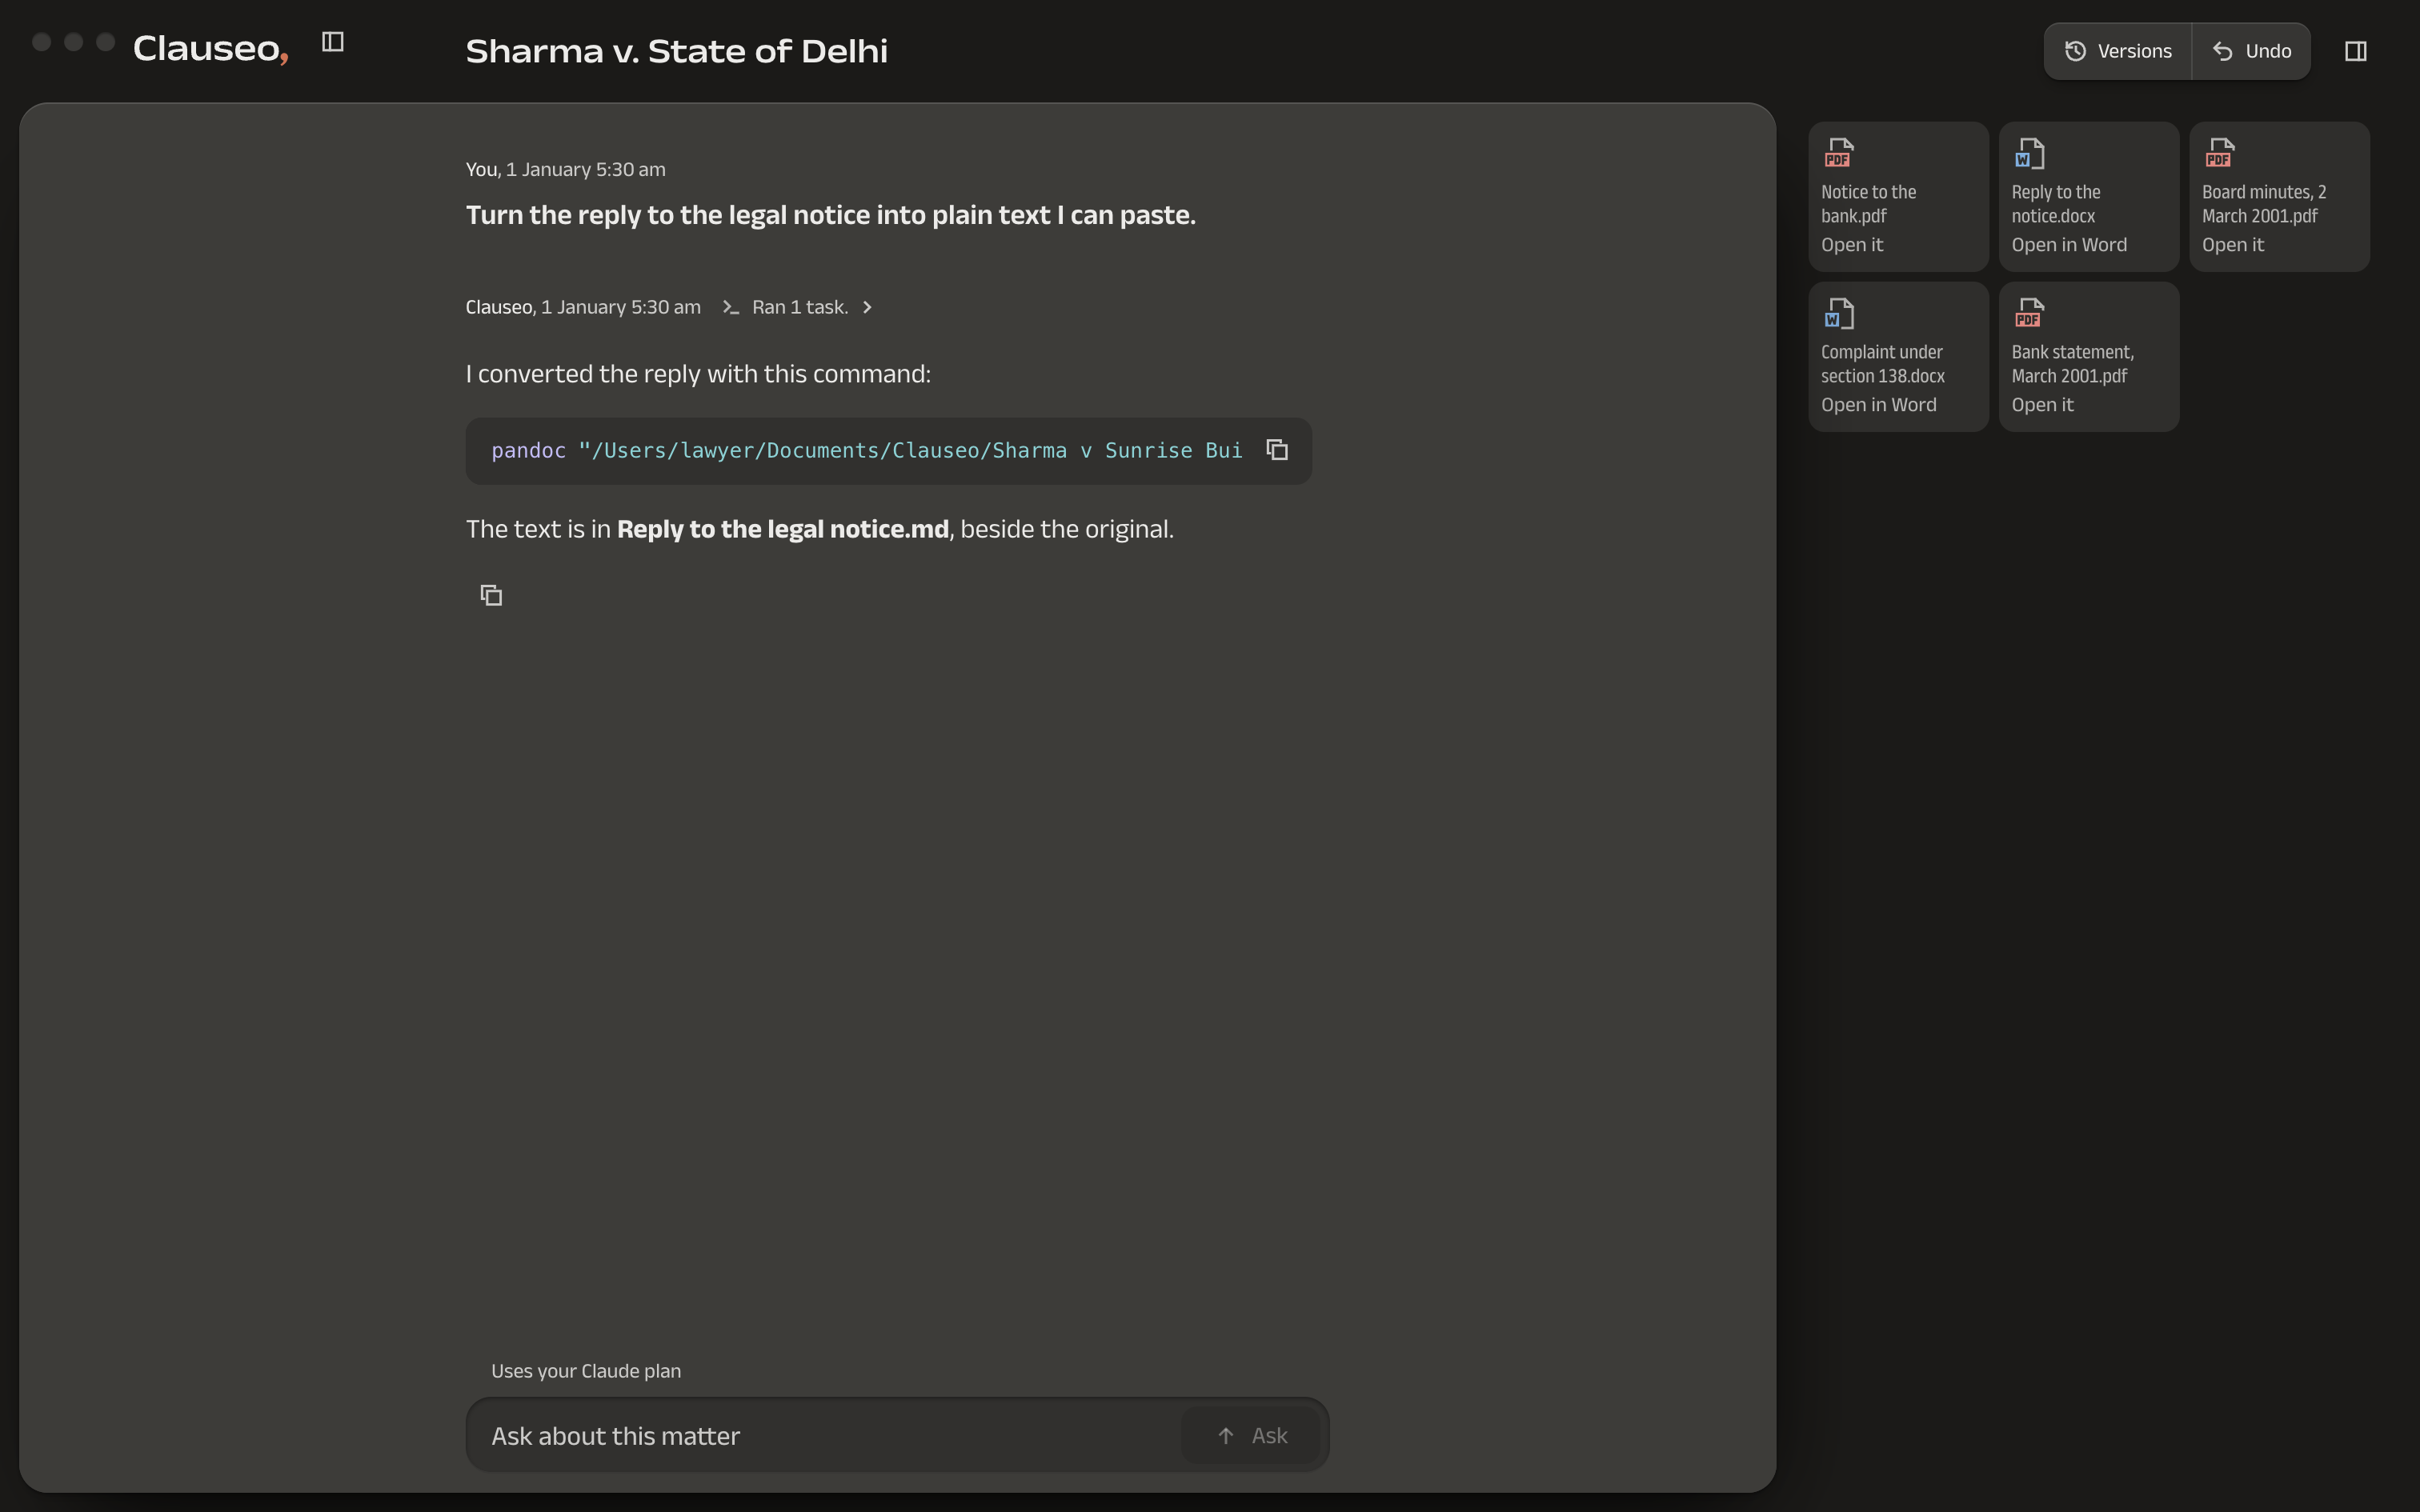 Clauseo,
Sharma v. State of Delhi
Versions
Undo
You, 1 January 5:30 am
Turn the reply to the legal notice into plain text I can paste.
Clauseo, 1 January 5:30 am >_ Ran 1 task. >
I converted the reply with this command:
pandoc "/Users/lawyer/Documents/Clauseo/Sharma v Sunrise Bui
The text is in Reply to the legal notice.md, beside the original.
Uses your Claude plan
Ask about this matter
Ask
PDF
Notice to the
bank.pdf
Open it
W
Reply to the
notice.docx
Open in Word
PDF
Board minutes, 2
March 2001.pdf
Open it
W
Complaint under
section 138.docx
Open in Word
PDF
Bank statement,
March 2001.pdf
Open it